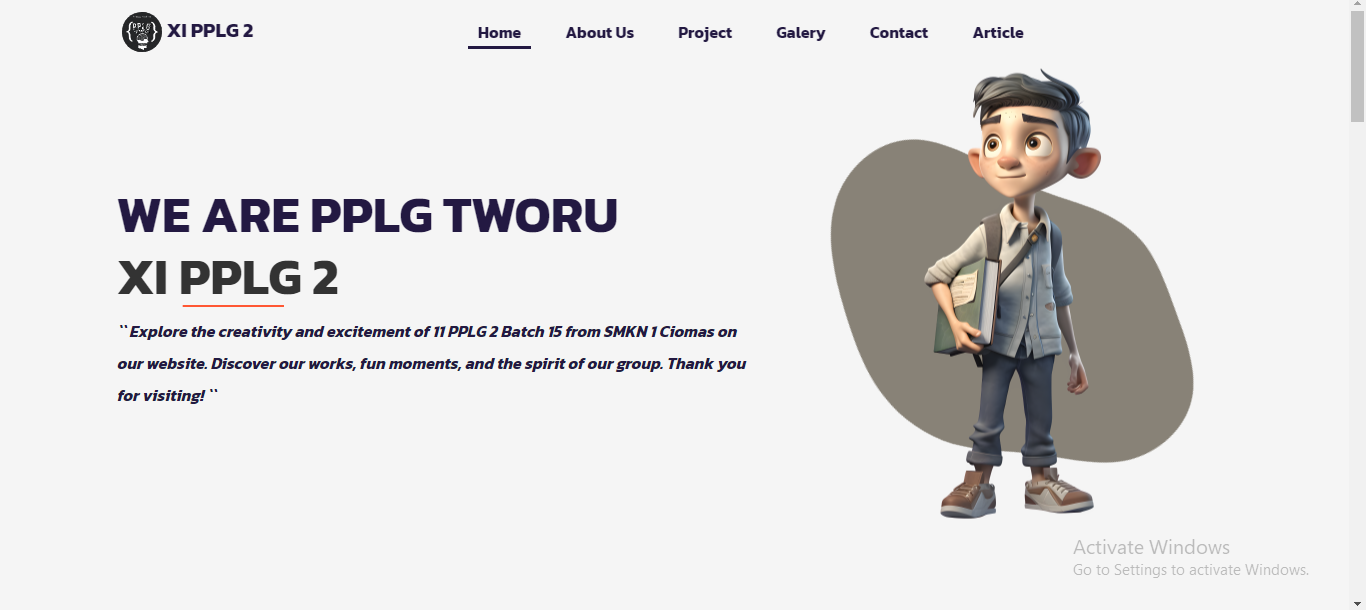 PPLG
XI PPLG 2
Home
About Us
Project
Galery
Contact
Article
WE ARE PPLG TWORU
XI PPLG 2
`` Explore the creativity and excitement of 11 PPLG 2 Batch 15 from SMKN 1 Ciomas on
our website. Discover our works, fun moments, and the spirit of our group. Thank you
for visiting! ``
Activate Windows
Go to Settings to activate Windows.